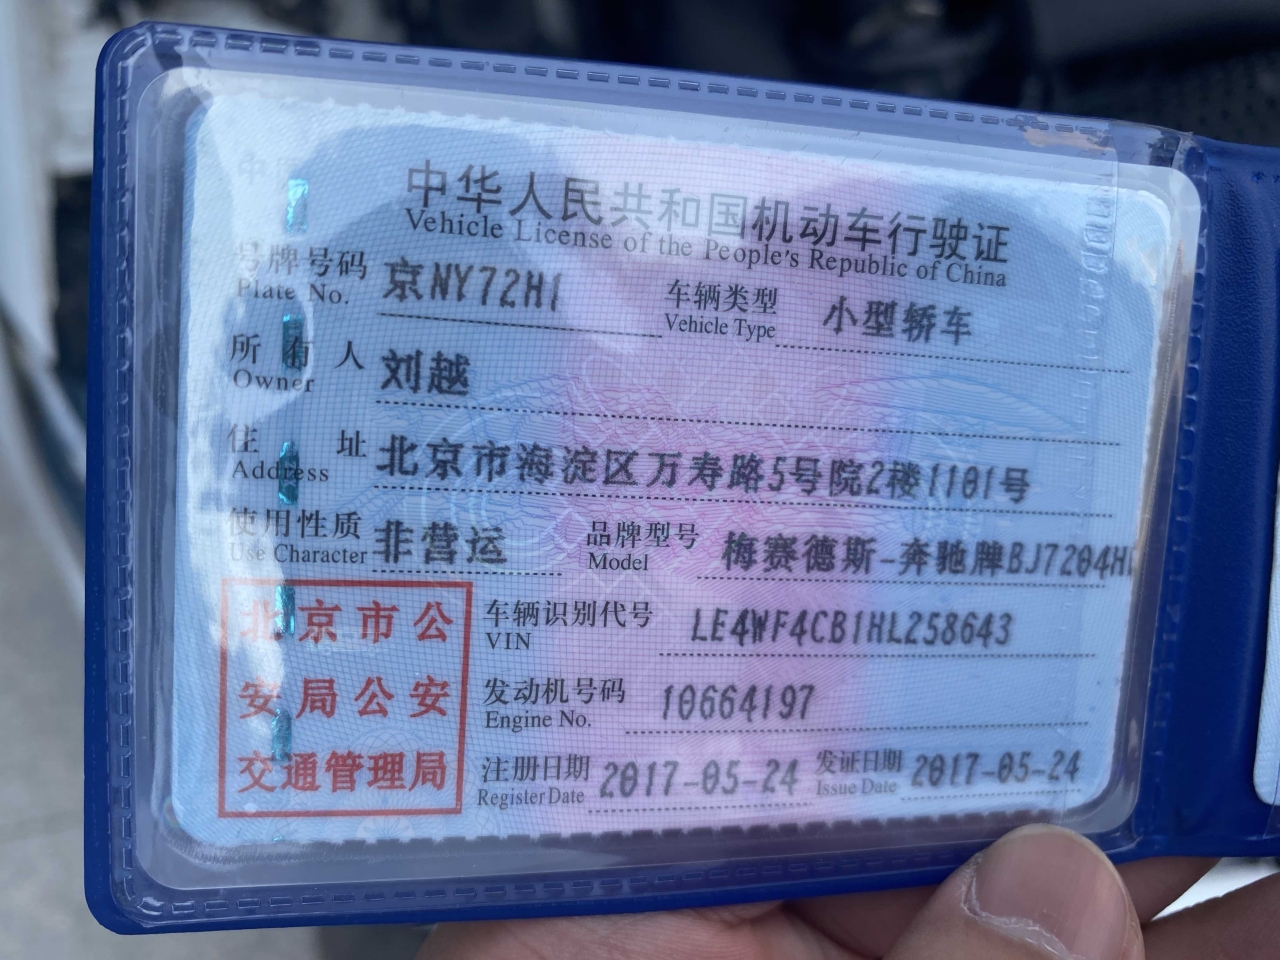 中华人民共和国机动车行驶证
Vehicle License of the People's Republic of China
号牌号码 京NY72H1 车辆类型 小型轿车
Plate No. Vehicle Type
所有人 刘越
Owner
住址 北京市海淀区万寿路5号院2楼1101号
Address
使用性质 非营运 品牌型号 梅赛德斯-奔驰牌BJ7204H
Use Character Model
北京市公
安局公安
交通管理局
车辆识别代号 LE4WF4CB1HL258643
VIN
发动机号码 10664197
Engine No.
注册日期 2017-05-24 发证日期 2017-05-24
Register Date Issue Date